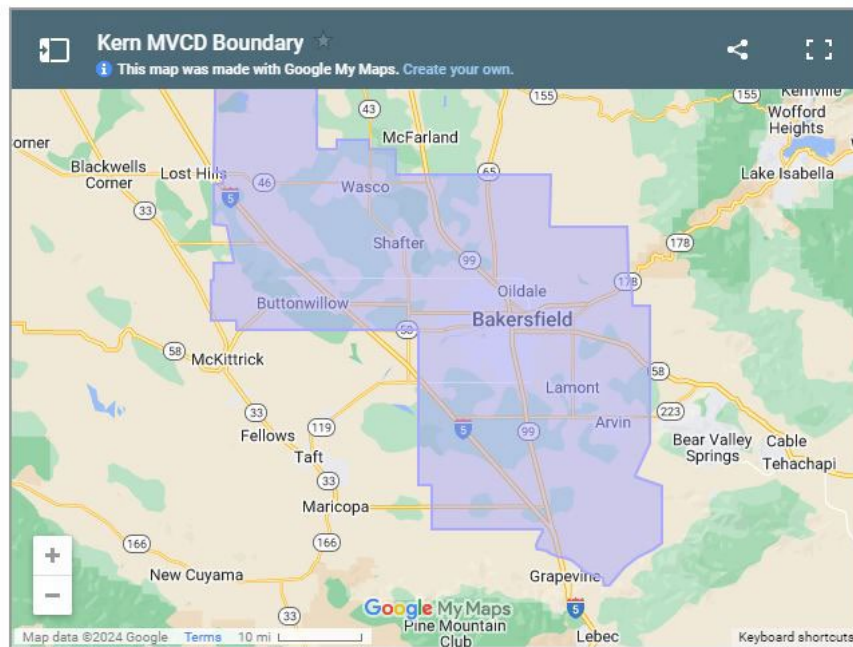 Kern MVCD Boundary
This map was made with Google My Maps. Create your own.
155
155
Kernville
43
McFarland
Wofford
Heights
orner
Blackwells
Corner
Lost Hills
65
46
Wasco
Lake Isabella
5
33
Shafter
178
99
178
Oildale
Buttonwillow
Bakersfield
58
58
McKittrick
58
Lamont
33
223
Arvin
119
5
99
Fellows
Bear Valley
Springs
Cable
Taft
Tehachapi
33
Maricopa
166
166
New Cuyama
Grapevine
33
Google My Maps
5
Pine Mountain
Club
Lebec
Map data ©2024 Google
Terms
10 mi
Keyboard shortcuts